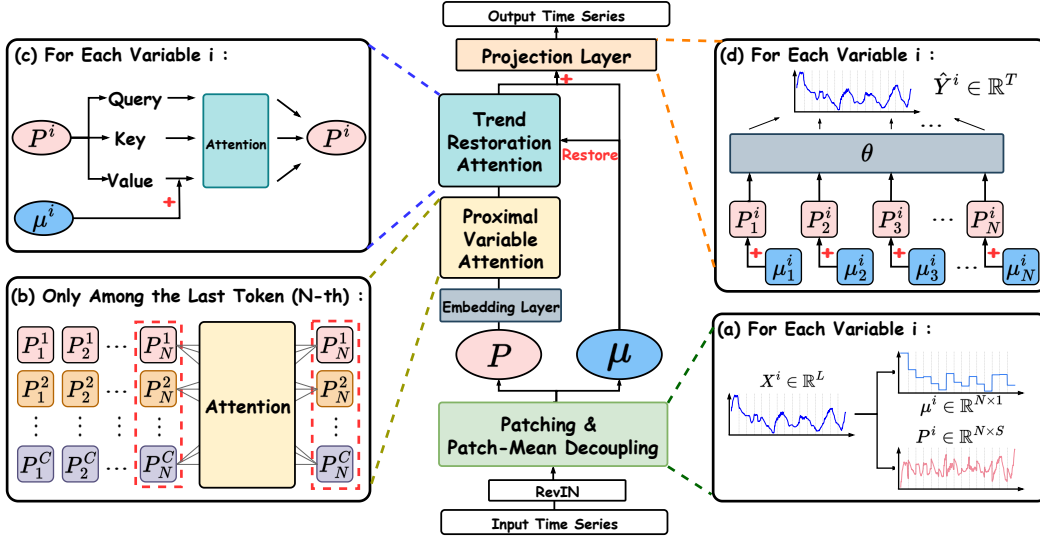 Output Time Series
Projection Layer
+
Trend
Restoration
Attention
Restore
Proximal
Variable
Attention
Embedding Layer
P
μ
Patching &
Patch-Mean Decoupling
RevIN
Input Time Series
(c) For Each Variable i :
Query
P^i
Key
Attention
P^i
Value
+
μ^i
(b) Only Among the Last Token (N-th) :
P_1^1 P_2^1 ... P_N^1 P_N^1
P_1^2 P_2^2 ... P_N^2 P_N^2
Attention
⋮ ⋮ ⋮ ⋮
P_1^C P_2^C ... P_N^C P_N^C
(d) For Each Variable i :
Ŷ^i ∈ ℝ^T
...
θ
P_1^i P_2^i P_3^i ... P_N^i
+ + + +
μ_1^i μ_2^i μ_3^i ... μ_N^i
(a) For Each Variable i :
X^i ∈ ℝ^L
μ^i ∈ ℝ^{N×1}
P^i ∈ ℝ^{N×S}